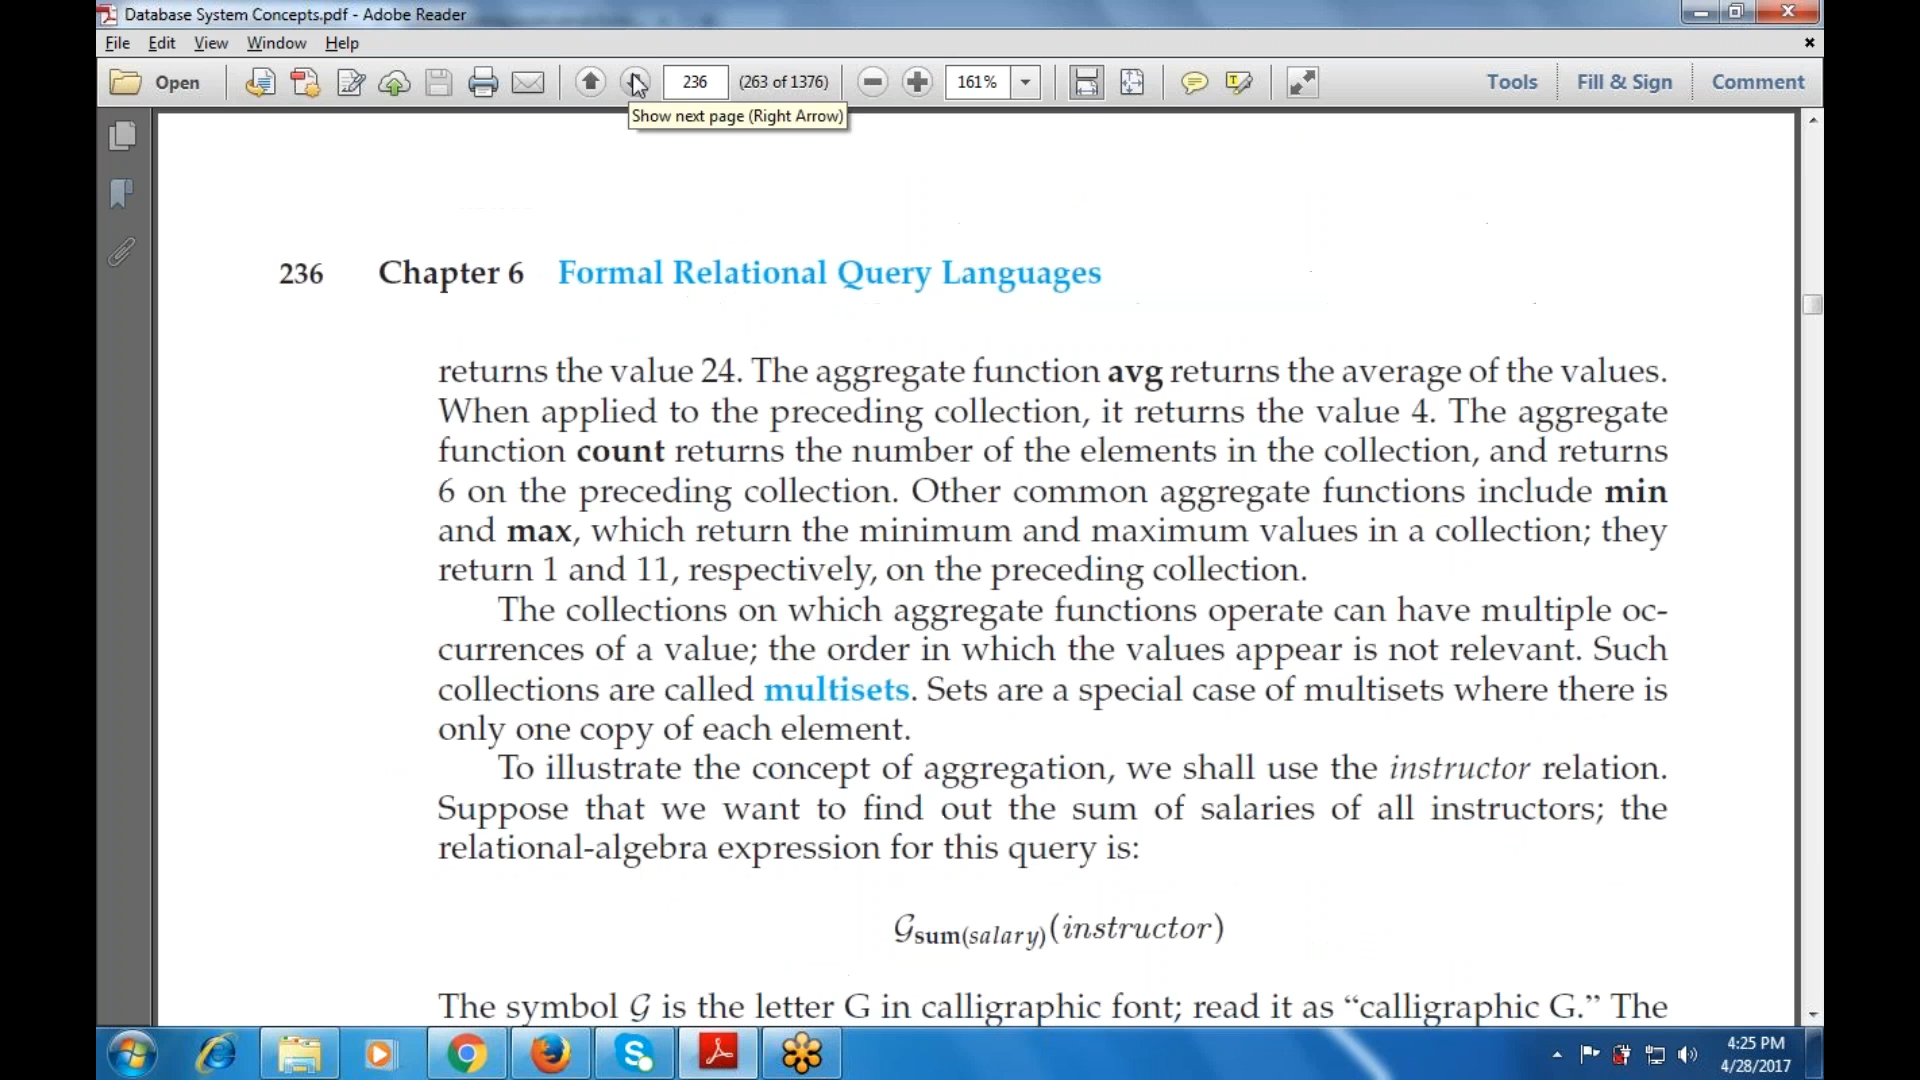 Database System Concepts.pdf - Adobe Reader
File Edit View Window Help
Open 236 (263 of 1376) 161% Tools Fill & Sign Comment
Show next page (Right Arrow)
236 Chapter 6 Formal Relational Query Languages
returns the value 24. The aggregate function avg returns the average of the values.
When applied to the preceding collection, it returns the value 4. The aggregate
function count returns the number of the elements in the collection, and returns
6 on the preceding collection. Other common aggregate functions include min
and max, which return the minimum and maximum values in a collection; they
return 1 and 11, respectively, on the preceding collection.
The collections on which aggregate functions operate can have multiple oc-
currences of a value; the order in which the values appear is not relevant. Such
collections are called multisets. Sets are a special case of multisets where there is
only one copy of each element.
To illustrate the concept of aggregation, we shall use the instructor relation.
Suppose that we want to find out the sum of salaries of all instructors; the
relational-algebra expression for this query is:
𝒢sum(salary)(instructor)
The symbol 𝒢 is the letter G in calligraphic font; read it as “calligraphic G.” The
4:25 PM
4/28/2017